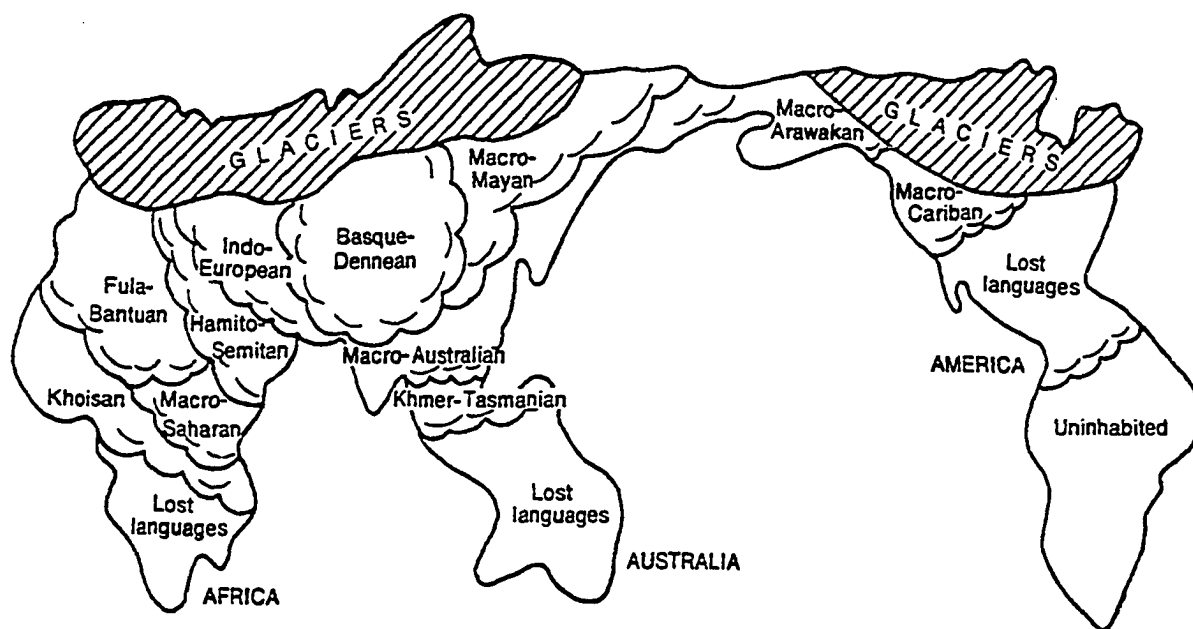 GLACIERS
GLACIERS
Macro-
Arawakan
Macro-
Mayan
Macro-
Cariban
Indo-
European
Basque-
Dennean
Fula-
Bantuan
Hamito-
Semitan
Lost
languages
Macro-Australian
AMERICA
Khoisan
Macro-
Saharan
Khmer-Tasmanian
Uninhabited
Lost
languages
Lost
languages
AUSTRALIA
AFRICA